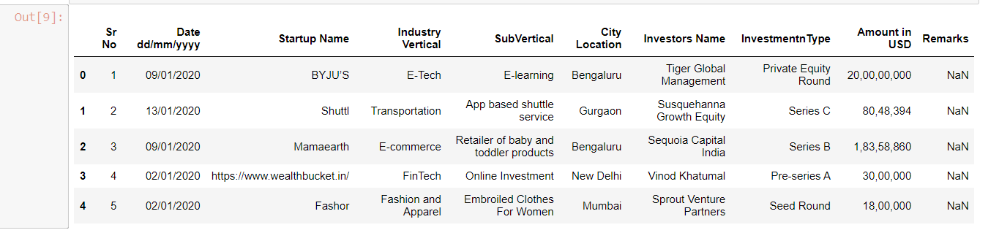 Out[9]:
Sr No Date dd/mm/yyyy Startup Name Industry Vertical SubVertical City Location Investors Name InvestmentnType Amount in USD Remarks
0 1 09/01/2020 BYJU’S E-Tech E-learning Bengaluru Tiger Global Management Private Equity Round 20,00,00,000 NaN
1 2 13/01/2020 Shuttl Transportation App based shuttle service Gurgaon Susquehanna Growth Equity Series C 80,48,394 NaN
2 3 09/01/2020 Mamaearth E-commerce Retailer of baby and toddler products Bengaluru Sequoia Capital India Series B 1,83,58,860 NaN
3 4 02/01/2020 https://www.wealthbucket.in/ FinTech Online Investment New Delhi Vinod Khatumal Pre-series A 30,00,000 NaN
4 5 02/01/2020 Fashor Fashion and Apparel Embroiled Clothes For Women Mumbai Sprout Venture Partners Seed Round 18,00,000 NaN